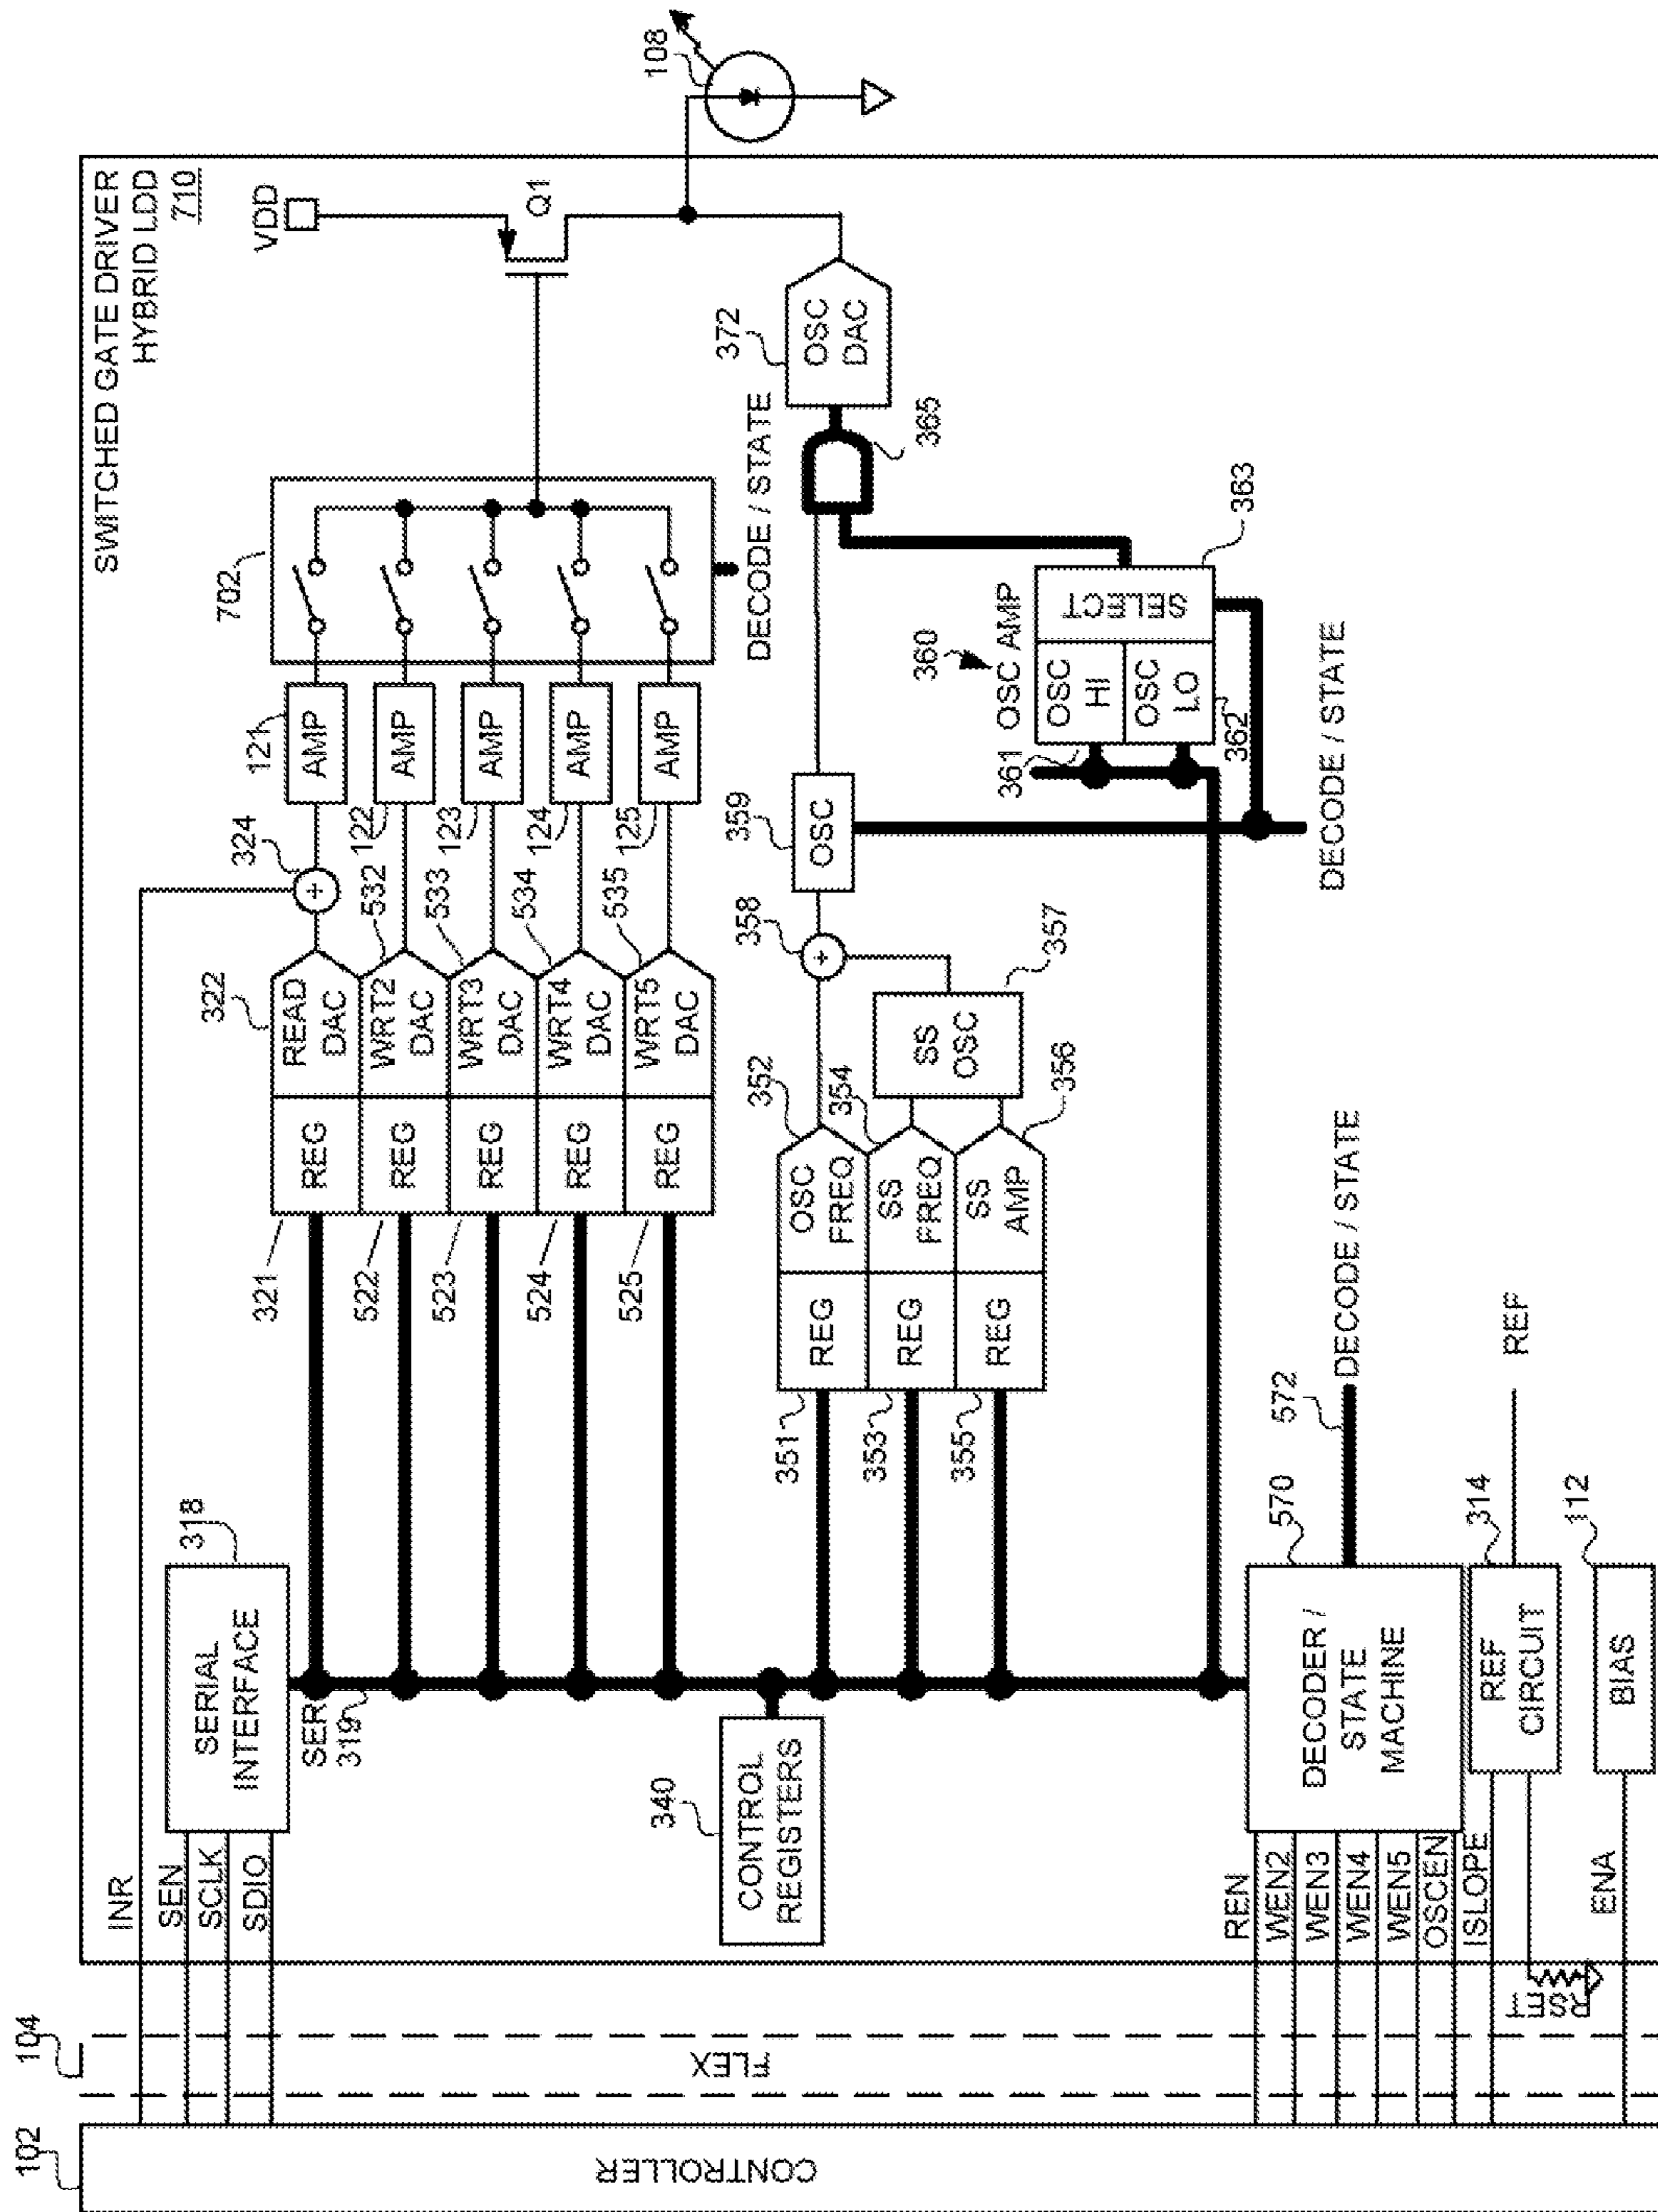 SWITCHED GATE DRIVER
HYBRID LDD
710
102
104
CONTROLLER
FLEX
INR
SEN
SCLK
SDIO
SERIAL
INTERFACE
318
SER
319
321
522
523
524
525
REG
REG
REG
REG
REG
READ
DAC
WRT2
DAC
WRT3
DAC
WRT4
DAC
WRT5
DAC
322
532
533
534
535
324
+
121
122
123
124
125
AMP
AMP
AMP
AMP
AMP
702
DECODE / STATE
VDD
Q1
108
340
CONTROL
REGISTERS
351
353
355
REG
REG
REG
OSC
FREQ
SS
FREQ
SS
AMP
352
354
356
SS
OSC
357
358
+
359
OSC
360
OSC AMP
361
OSC
HI
OSC
LO
362
SELECT
363
365
372
OSC
DAC
DECODE / STATE
REN
WEN2
WEN3
WEN4
WEN5
OSCEN
ISLOPE
RSET
ENA
DECODER /
STATE
MACHINE
570
572
DECODE / STATE
REF
CIRCUIT
314
REF
BIAS
112